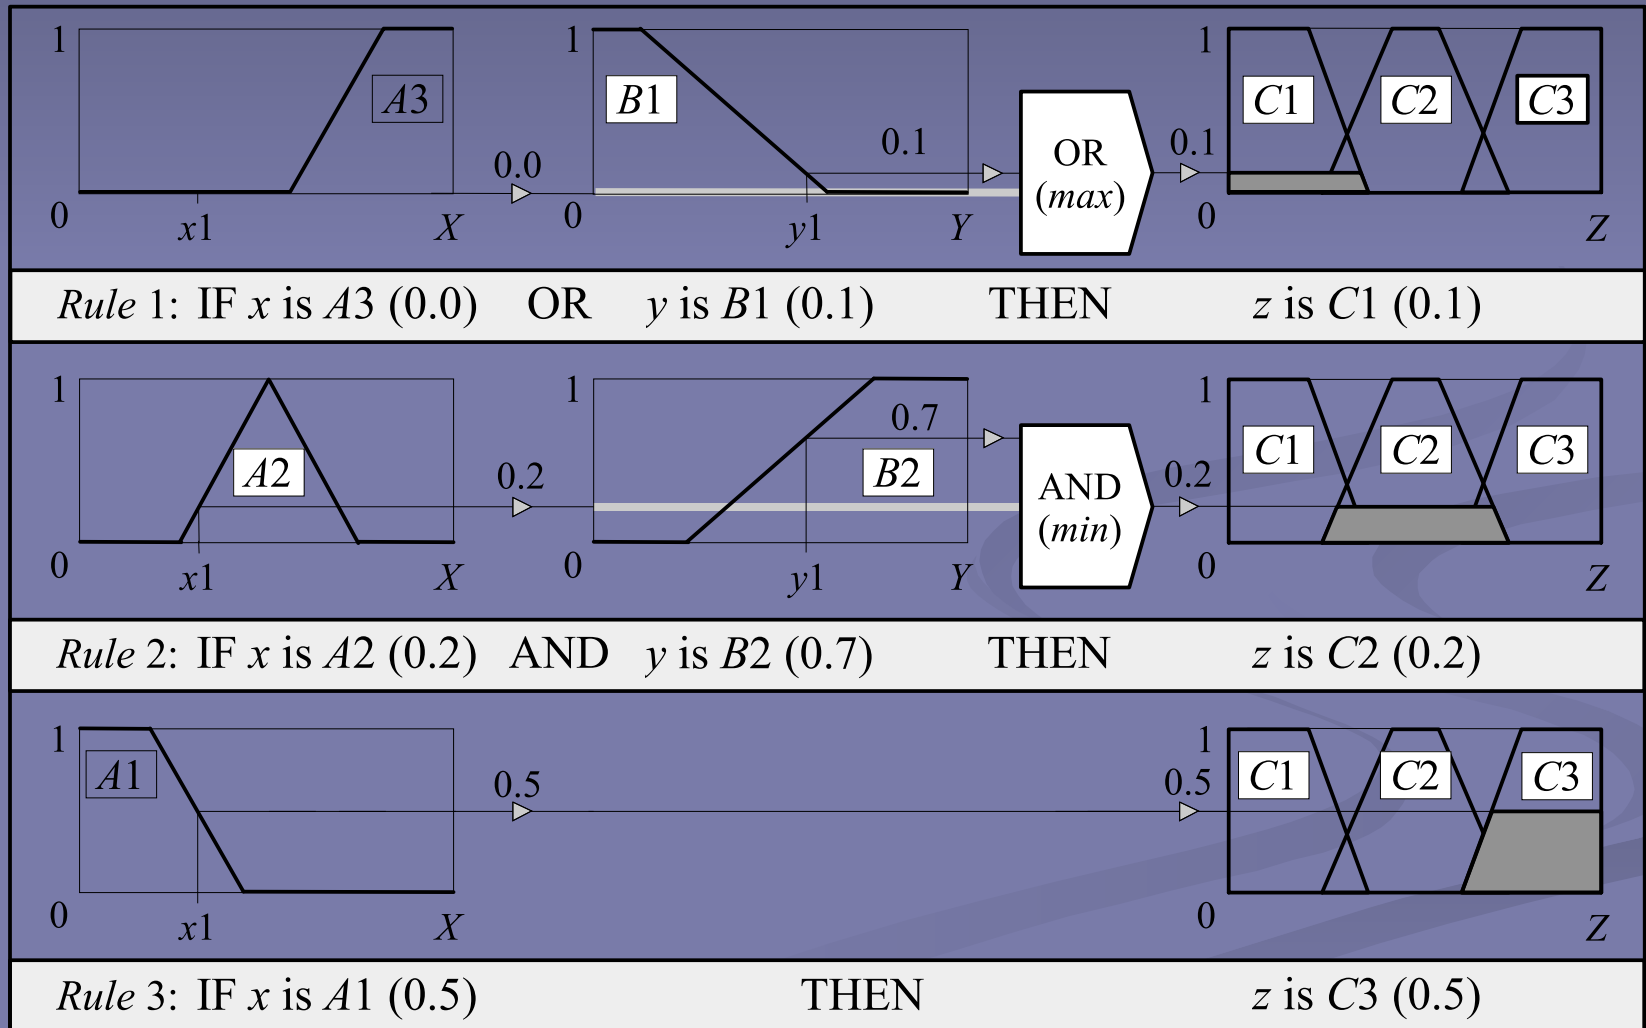 1 A3 0.0 0 x1 X
1 B1 0.1 0 y1 Y
OR
(max)
0.1 1 C1 C2 C3 0 Z
Rule 1: IF x is A3 (0.0) OR y is B1 (0.1) THEN z is C1 (0.1)
1 A2 0.2 0 x1 X
1 0.7 B2 0 y1 Y
AND
(min)
0.2 1 C1 C2 C3 0 Z
Rule 2: IF x is A2 (0.2) AND y is B2 (0.7) THEN z is C2 (0.2)
1 A1 0.5 0 x1 X
1 0.5 C1 C2 C3 0 Z
Rule 3: IF x is A1 (0.5) THEN z is C3 (0.5)